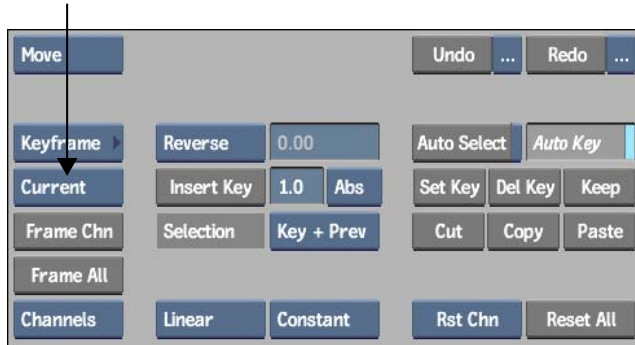 Move Undo ... Redo ...
Keyframe Reverse 0.00 Auto Select Auto Key
Current Insert Key 1.0 Abs Set Key Del Key Keep
Frame Chn Selection Key + Prev Cut Copy Paste
Frame All
Channels Linear Constant Rst Chn Reset All